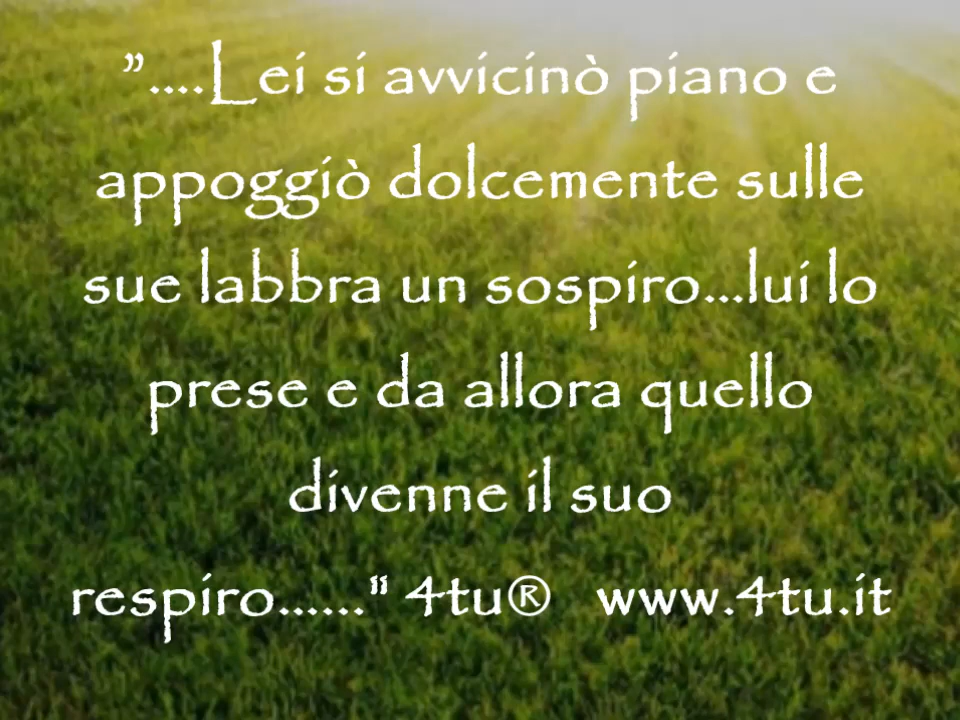 ”....Lei si avvicinò piano e
appoggiò dolcemente sulle
sue labbra un sospiro...lui lo
prese e da allora quello
divenne il suo
respiro......" 4tu® www.4tu.it